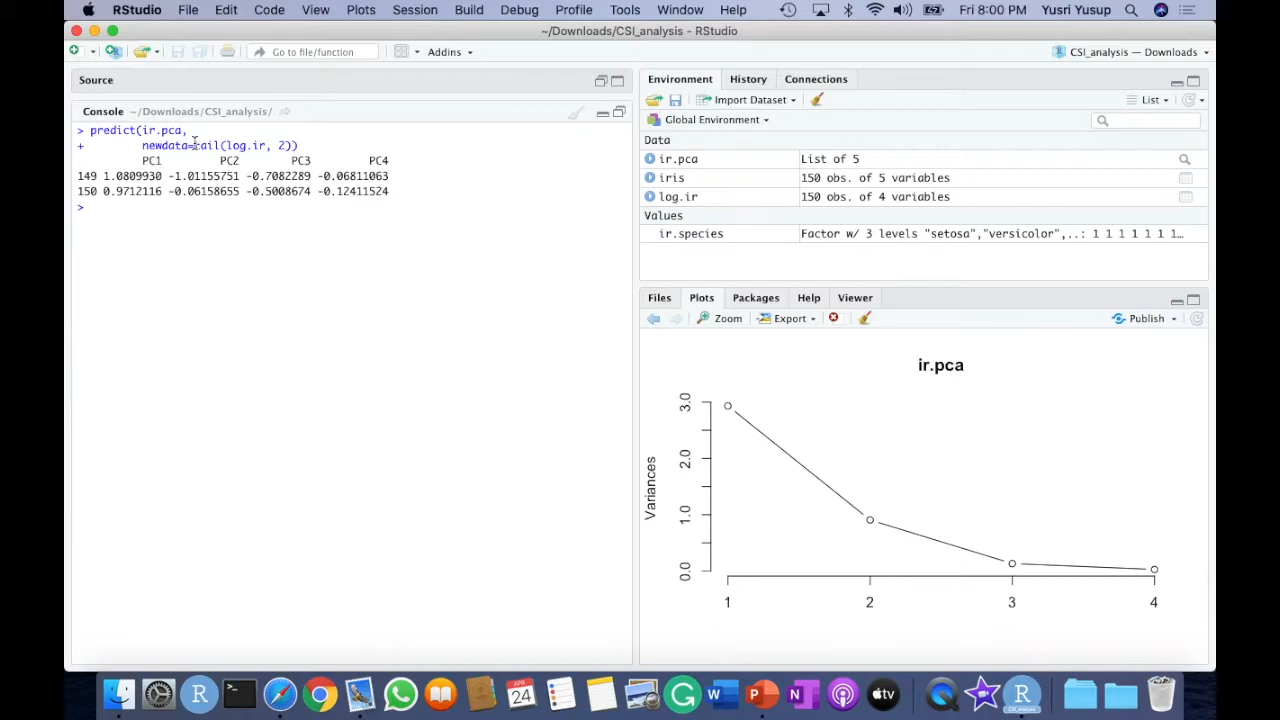 RStudio File Edit Code View Plots Session Build Debug Profile Tools Window Help Fri 8:00 PM Yusri Yusup
~/Downloads/CSI_analysis - RStudio
Go to file/function Addins CSI_analysis — Downloads
Source
Console ~/Downloads/CSI_analysis/
> predict(ir.pca,
+ newdata=tail(log.ir, 2))
PC1 PC2 PC3 PC4
149 1.0809930 -1.01155751 -0.7082289 -0.06811063
150 0.9712116 -0.06158655 -0.5008674 -0.12411524
>
Environment History Connections
Import Dataset List
Global Environment
Data
ir.pca List of 5
iris 150 obs. of 5 variables
log.ir 150 obs. of 4 variables
Values
ir.species Factor w/ 3 levels "setosa","versicolor",..: 1 1 1 1 1 1 1…
Files Plots Packages Help Viewer
Zoom Export Publish
ir.pca
Variances
3.0
2.0
1.0
0.0
1 2 3 4
APR
24
CSI_analysis